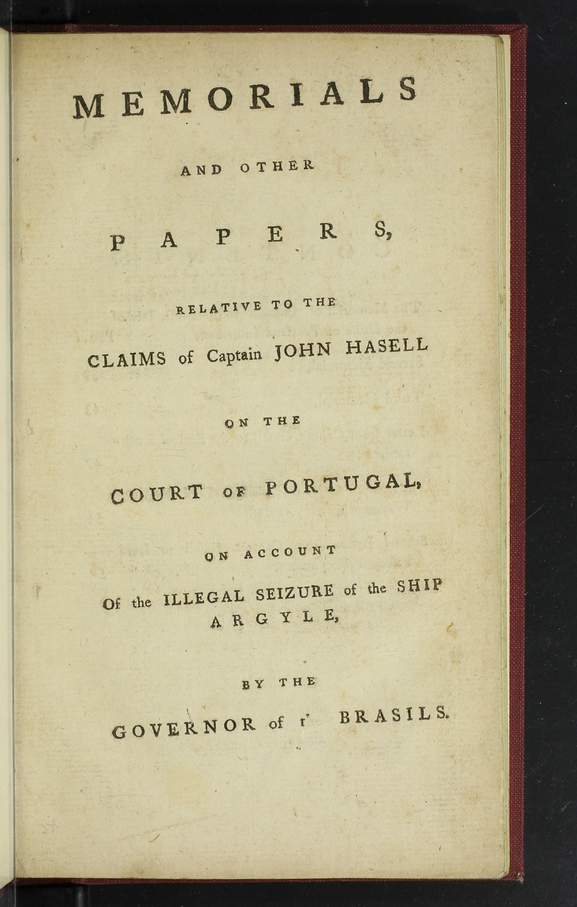 MEMORIALS
AND OTHER
PAPERS,
RELATIVE TO THE
CLAIMS of Captain JOHN HASELL
ON THE
COURT OF PORTUGAL,
ON ACCOUNT
Of the ILLEGAL SEIZURE of the SHIP
ARGYLE,
BY THE
GOVERNOR of BRASILS.